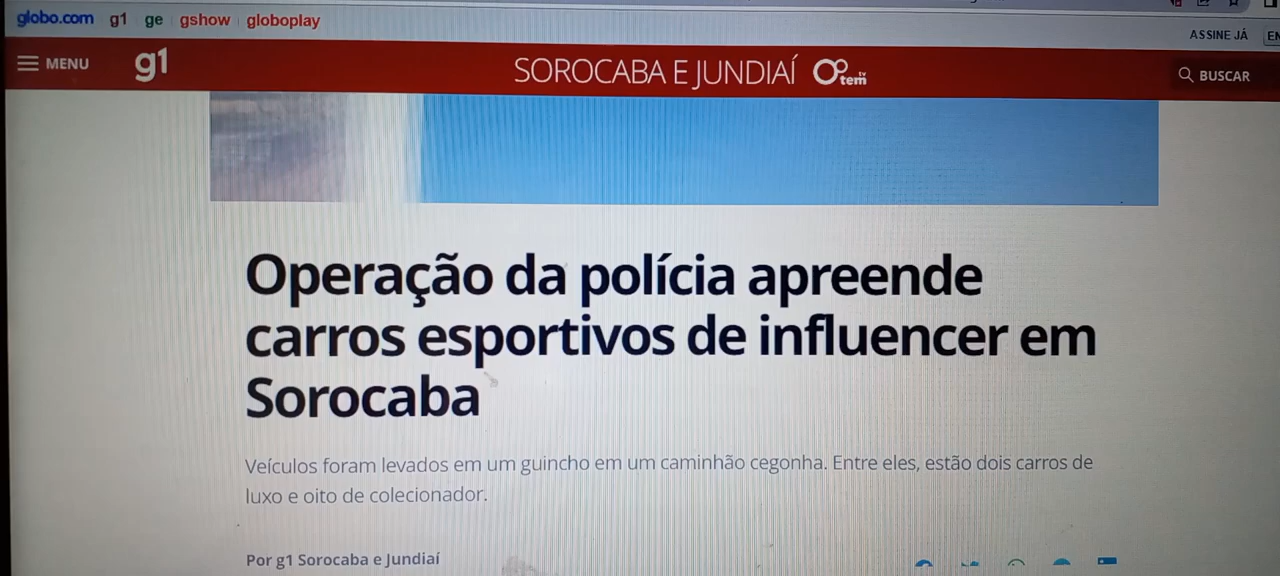 globo.com g1 ge gshow globoplay
ASSINE JÁ
MENU g1 SOROCABA E JUNDIAÍ tv tem BUSCAR
Operação da polícia apreende
carros esportivos de influencer em
Sorocaba
Veículos foram levados em um guincho em um caminhão cegonha. Entre eles, estão dois carros de
luxo e oito de colecionador.
Por g1 Sorocaba e Jundiaí